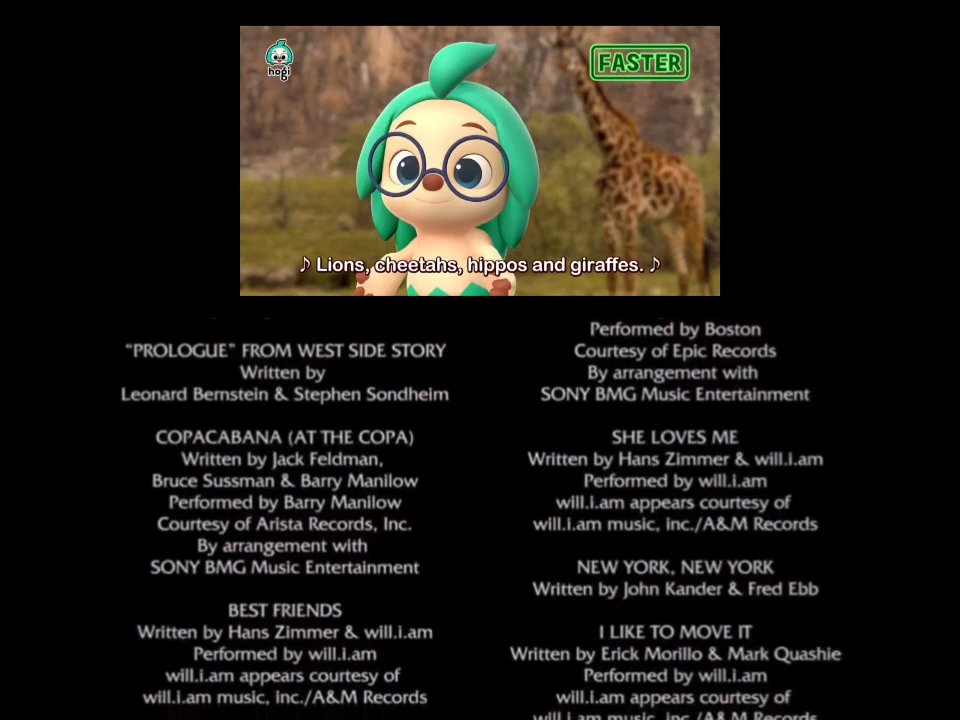 hogi
FASTER
♪ Lions, cheetahs, hippos and giraffes. ♪
"PROLOGUE" FROM WEST SIDE STORY
Written by
Leonard Bernstein & Stephen Sondheim
COPACABANA (AT THE COPA)
Written by Jack Feldman,
Bruce Sussman & Barry Manilow
Performed by Barry Manilow
Courtesy of Arista Records, Inc.
By arrangement with
SONY BMG Music Entertainment
BEST FRIENDS
Written by Hans Zimmer & will.i.am
Performed by will.i.am
will.i.am appears courtesy of
will.i.am music, inc./A&M Records
Performed by Boston
Courtesy of Epic Records
By arrangement with
SONY BMG Music Entertainment
SHE LOVES ME
Written by Hans Zimmer & will.i.am
Performed by will.i.am
will.i.am appears courtesy of
will.i.am music, inc./A&M Records
NEW YORK, NEW YORK
Written by John Kander & Fred Ebb
I LIKE TO MOVE IT
Written by Erick Morillo & Mark Quashie
Performed by will.i.am
will.i.am appears courtesy of
will.i.am music, inc./A&M Records